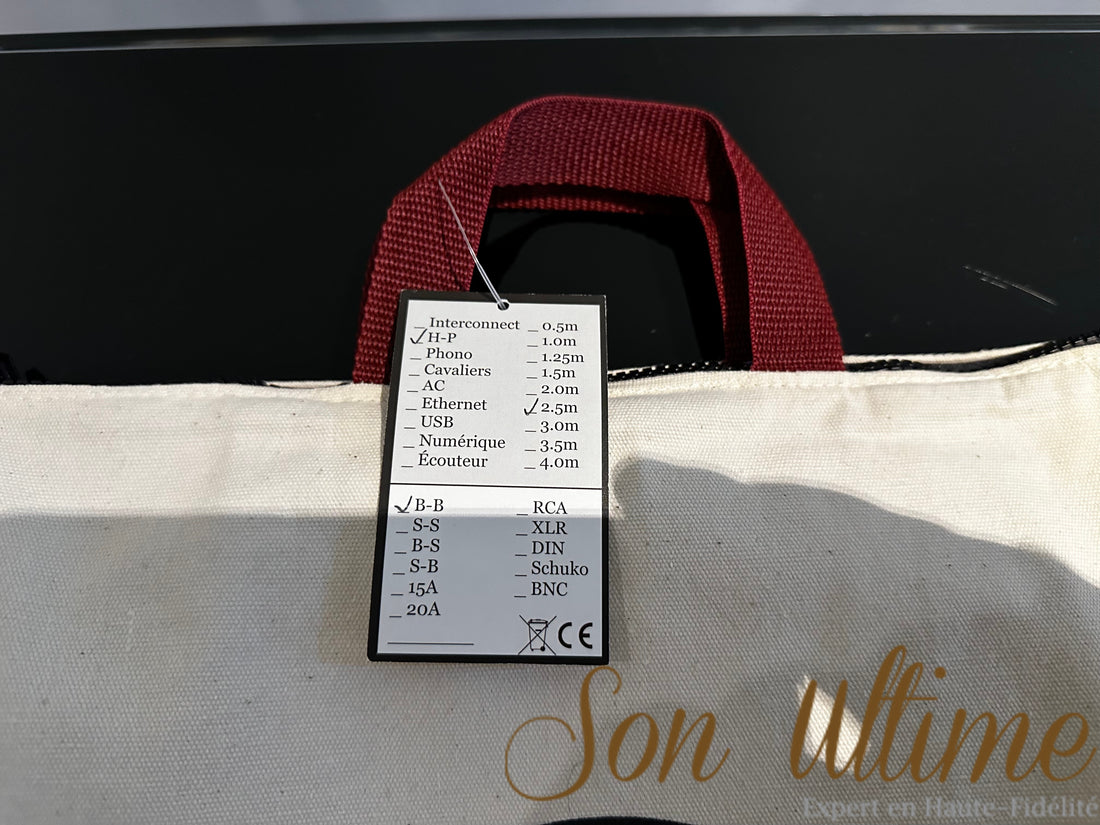 _ Interconnect _ 0.5m
✓ H-P _ 1.0m
_ Phono _ 1.25m
_ Cavaliers _ 1.5m
_ AC _ 2.0m
_ Ethernet ✓ 2.5m
_ USB _ 3.0m
_ Numérique _ 3.5m
_ Écouteur _ 4.0m
✓ B-B _ RCA
_ S-S _ XLR
_ B-S _ DIN
_ S-B _ Schuko
_ 15A _ BNC
_ 20A
CE
Son Ultime
Expert en Haute-Fidélité